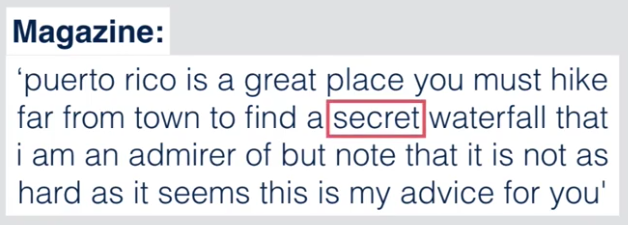 Magazine:
‘puerto rico is a great place you must hike
far from town to find a secret waterfall that
i am an admirer of but note that it is not as
hard as it seems this is my advice for you'